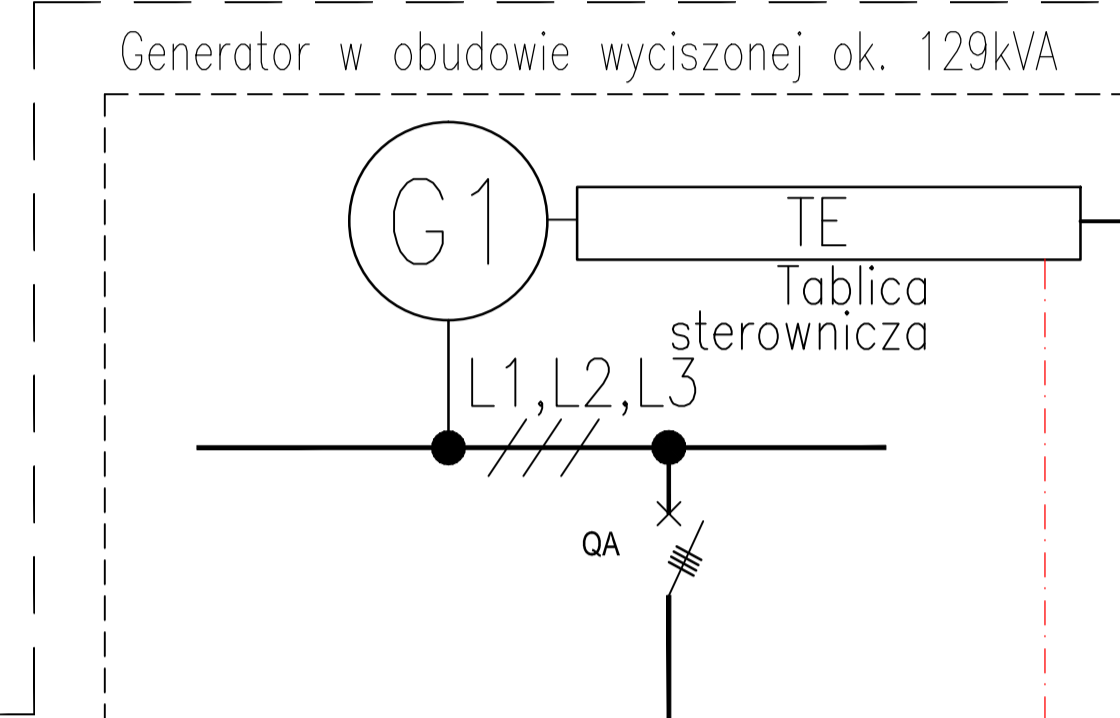 Generator w obudowie wyciszonej ok. 129kVA
G1
TE
Tablica
sterownicza
L1,L2,L3
QA